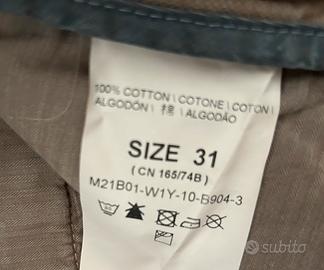 100% COTTON / COTONE / COTON /
ALGODÓN / 棉 / ALGODÃO
SIZE 31
(CN 165/74B)
M21B01-W1Y-10-B904-3
subito